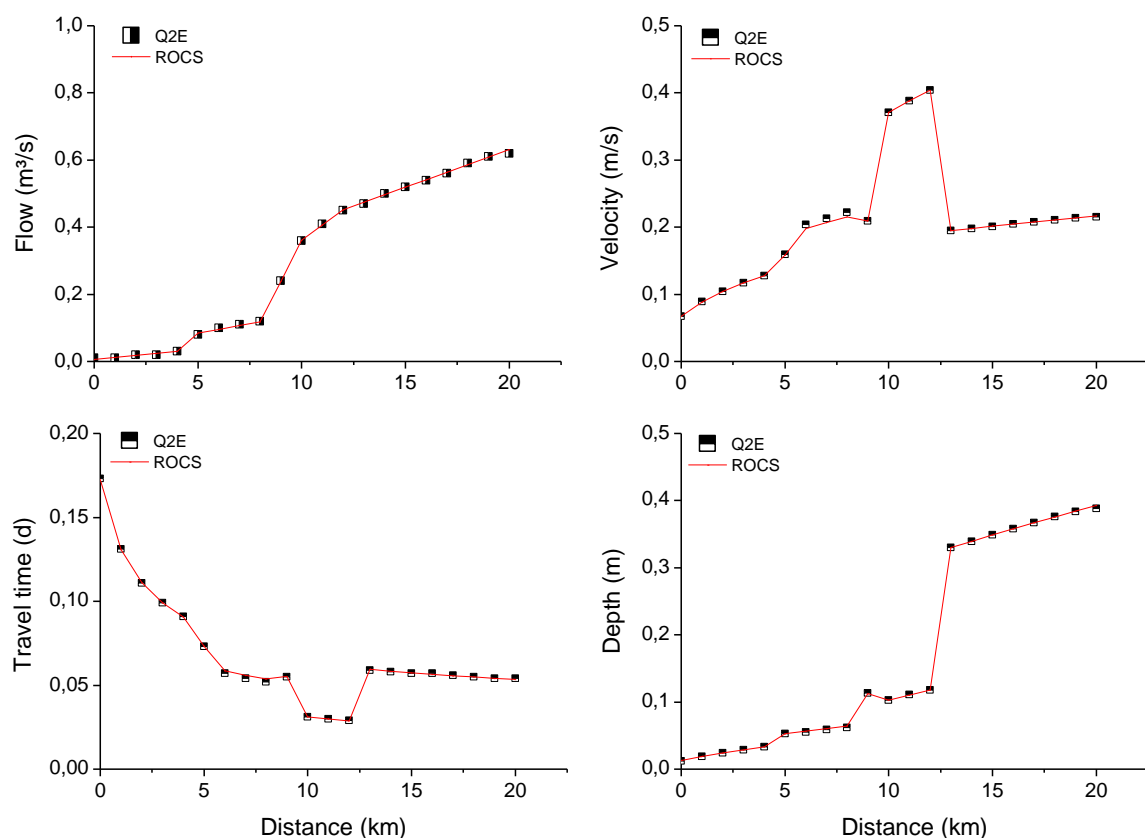 1,0
0,8
0,6
0,4
0,2
0,0
Flow (m³/s)
Q2E
ROCS
0 5 10 15 20
0,5
0,4
0,3
0,2
0,1
0,0
Velocity (m/s)
Q2E
ROCS
0 5 10 15 20
0,20
0,15
0,10
0,05
0,00
Travel time (d)
Q2E
ROCS
0 5 10 15 20
Distance (km)
0,5
0,4
0,3
0,2
0,1
0,0
Depth (m)
Q2E
ROCS
0 5 10 15 20
Distance (km)